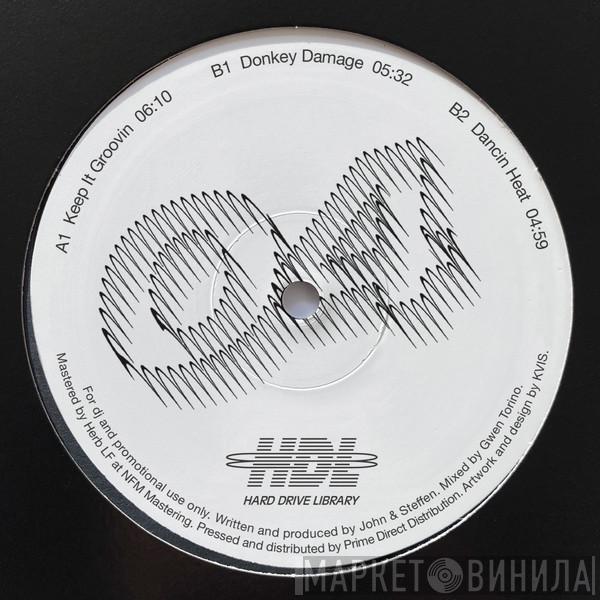 A1 Keep It Groovin 06:10
B1 Donkey Damage 05:32
B2 Dancin Heat 04:59
HDL
HARD DRIVE LIBRARY
For dj and promotional use only. Written and produced by John & Steffen. Mixed by Gwen Torino.
Mastered by Herb LF at NFM Mastering. Pressed and distributed by Prime Direct Distribution. Artwork and design by KVIS.
МАРКЕТ ВИНИЛА